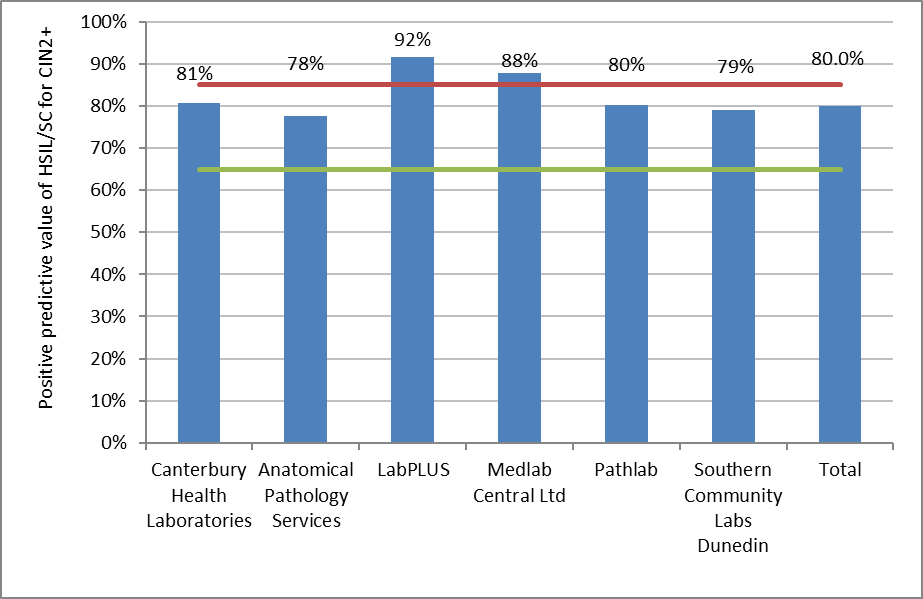 Positive predictive value of HSIL/SC for CIN2+
100%
90%
80%
70%
60%
50%
40%
30%
20%
10%
0%
81%
78%
92%
88%
80%
79%
80.0%
Canterbury
Health
Laboratories
Anatomical
Pathology
Services
LabPLUS
Medlab
Central Ltd
Pathlab
Southern
Community
Labs
Dunedin
Total